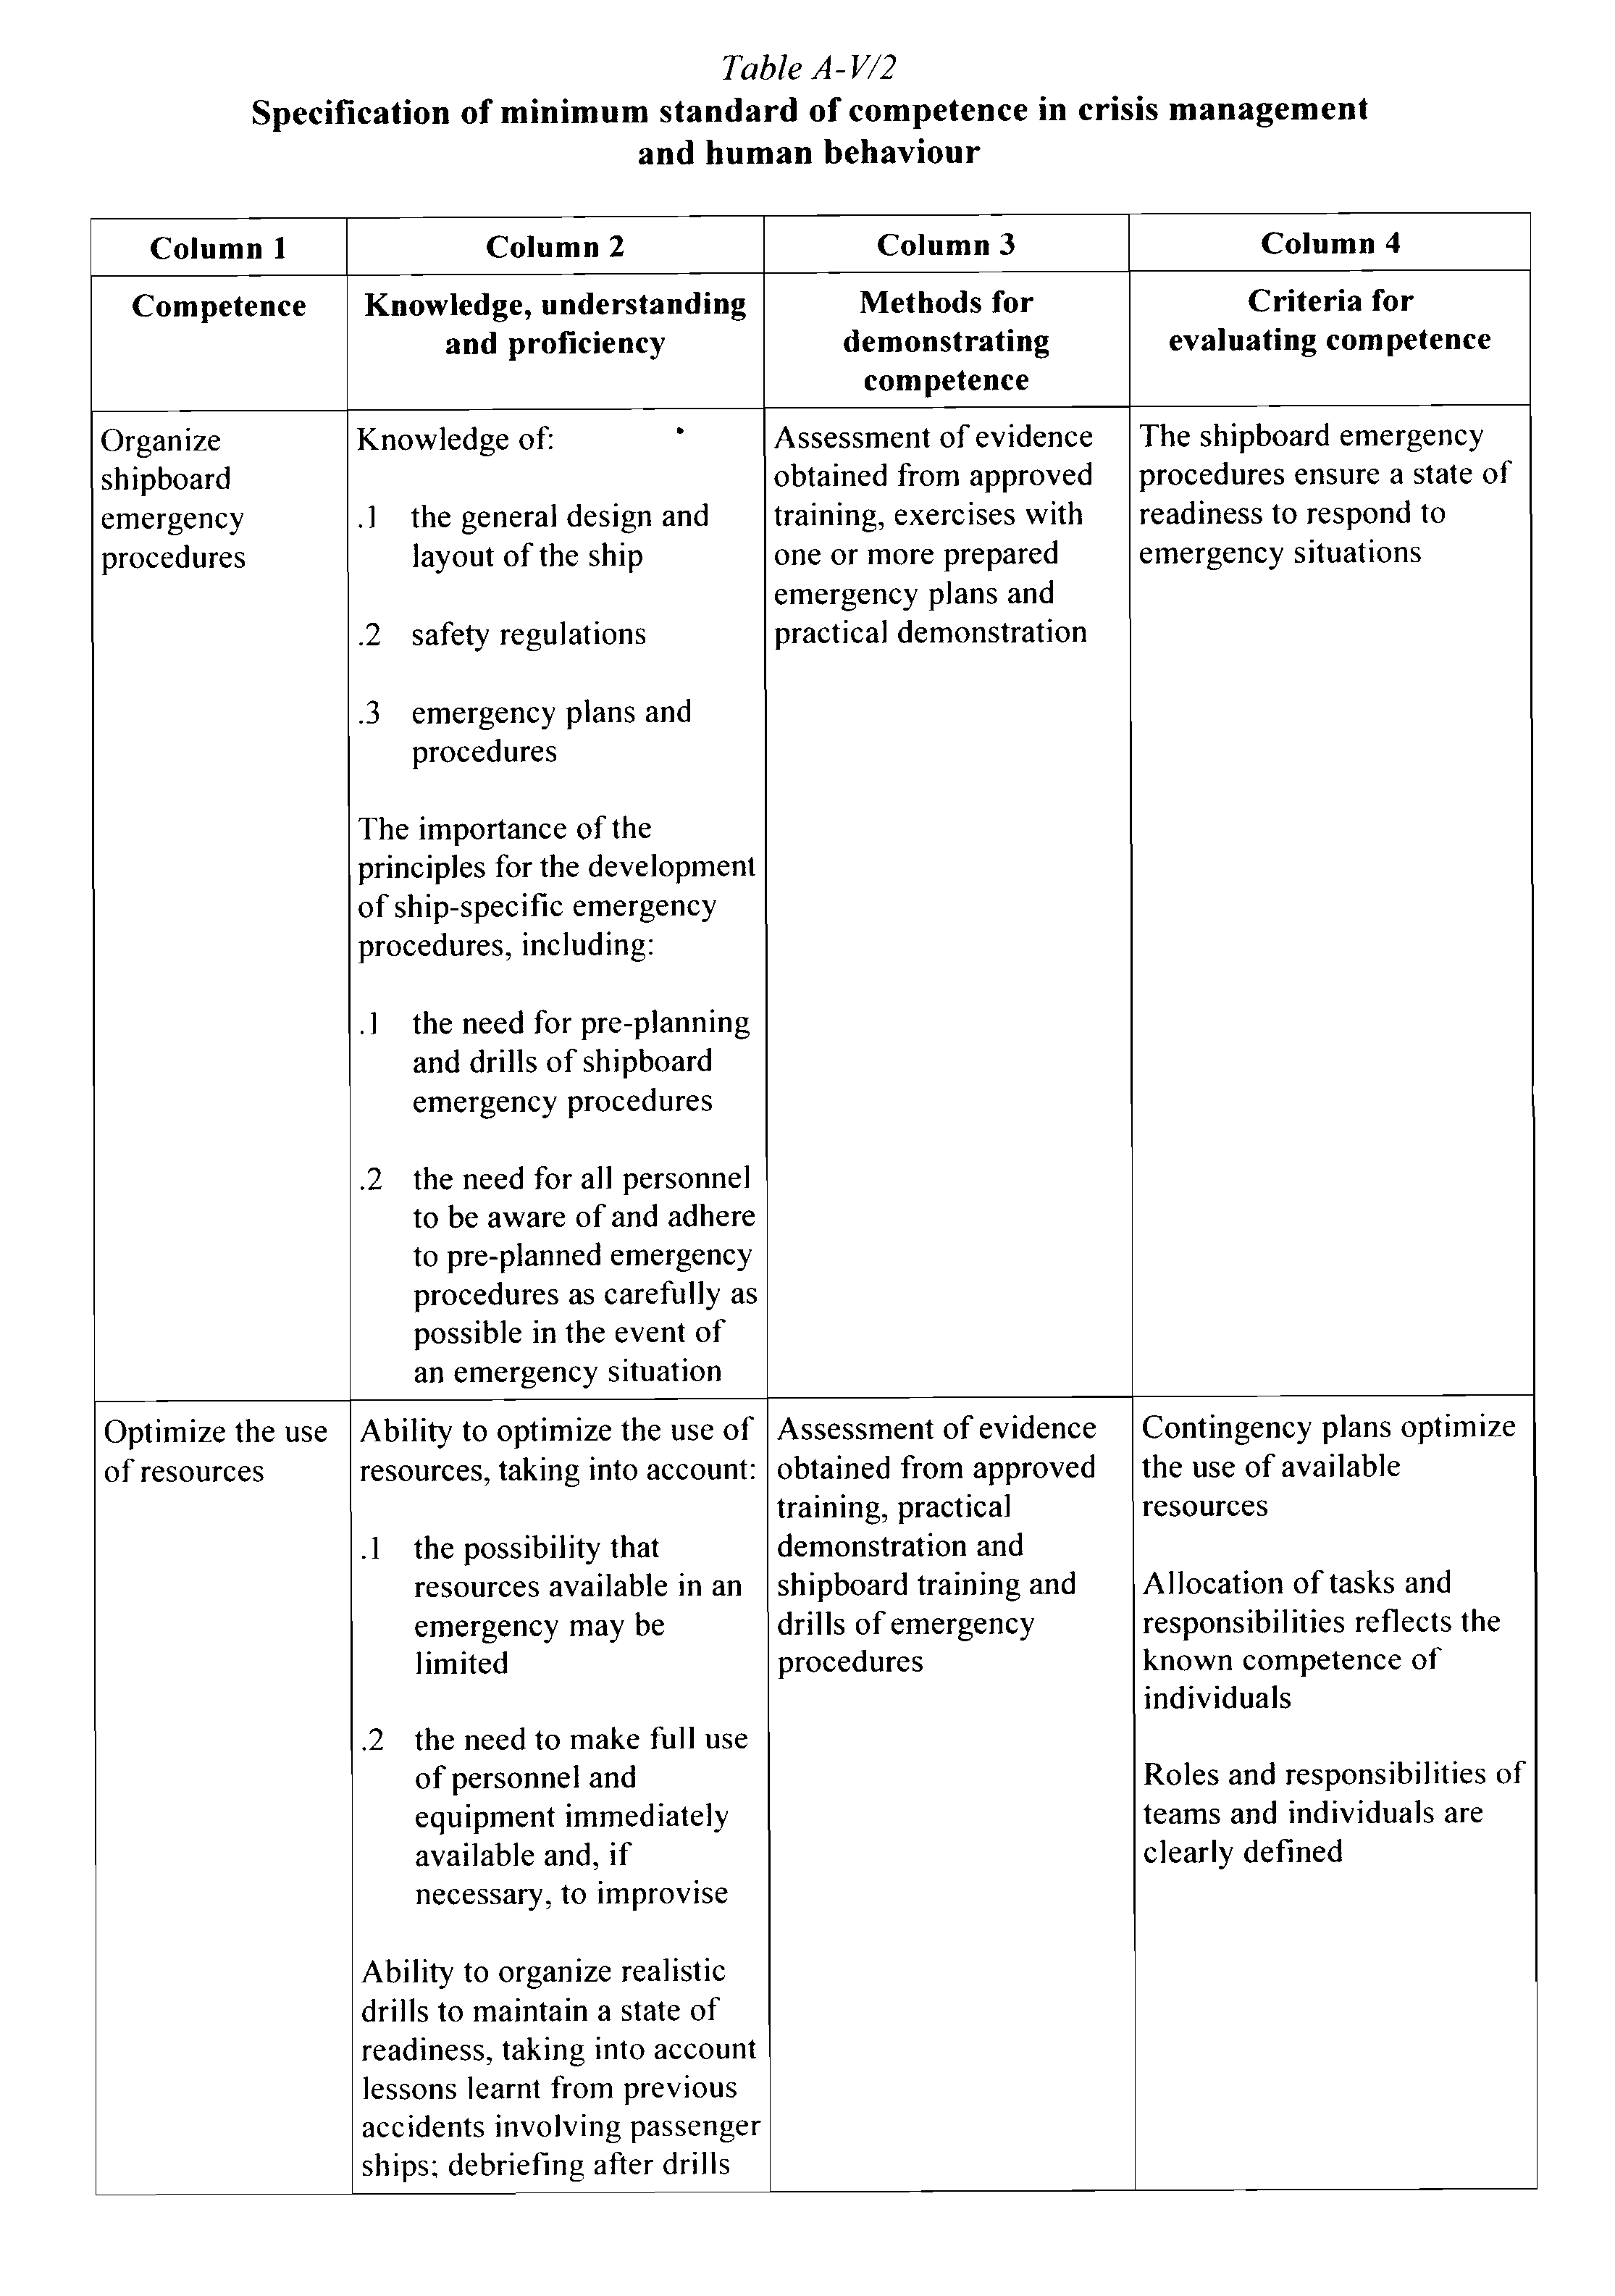 Table A-V/2
Specification of minimum standard of competence in crisis management
and human behaviour
Column 1
Column 2
Column 3
Column 4
Competence
Knowledge, understanding
and proficiency
Methods for
demonstrating
competence
Criteria for
evaluating competence
Organize
shipboard
emergency
procedures
Knowledge of:
.1 the general design and
layout of the ship
.2 safety regulations
.3 emergency plans and
procedures
The importance of the
principles for the development
of ship-specific emergency
procedures, including:
.1 the need for pre-planning
and drills of shipboard
emergency procedures
.2 the need for all personnel
to be aware of and adhere
to pre-planned emergency
procedures as carefully as
possible in the event of
an emergency situation
Assessment of evidence
obtained from approved
training, exercises with
one or more prepared
emergency plans and
practical demonstration
The shipboard emergency
procedures ensure a state of
readiness to respond to
emergency situations
Optimize the use
of resources
Ability to optimize the use of
resources, taking into account:
.1 the possibility that
resources available in an
emergency may be
limited
.2 the need to make full use
of personnel and
equipment immediately
available and, if
necessary, to improvise
Ability to organize realistic
drills to maintain a state of
readiness, taking into account
lessons learnt from previous
accidents involving passenger
ships; debriefing after drills
Assessment of evidence
obtained from approved
training, practical
demonstration and
shipboard training and
drills of emergency
procedures
Contingency plans optimize
the use of available
resources
Allocation of tasks and
responsibilities reflects the
known competence of
individuals
Roles and responsibilities of
teams and individuals are
clearly defined